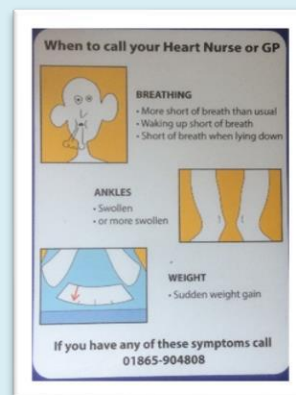 When to call your Heart Nurse or GP
BREATHING
• More short of breath than usual
• Waking up short of breath
• Short of breath when lying down
ANKLES
• Swollen
• or more swollen
WEIGHT
• Sudden weight gain
If you have any of these symptoms call
01865-904808